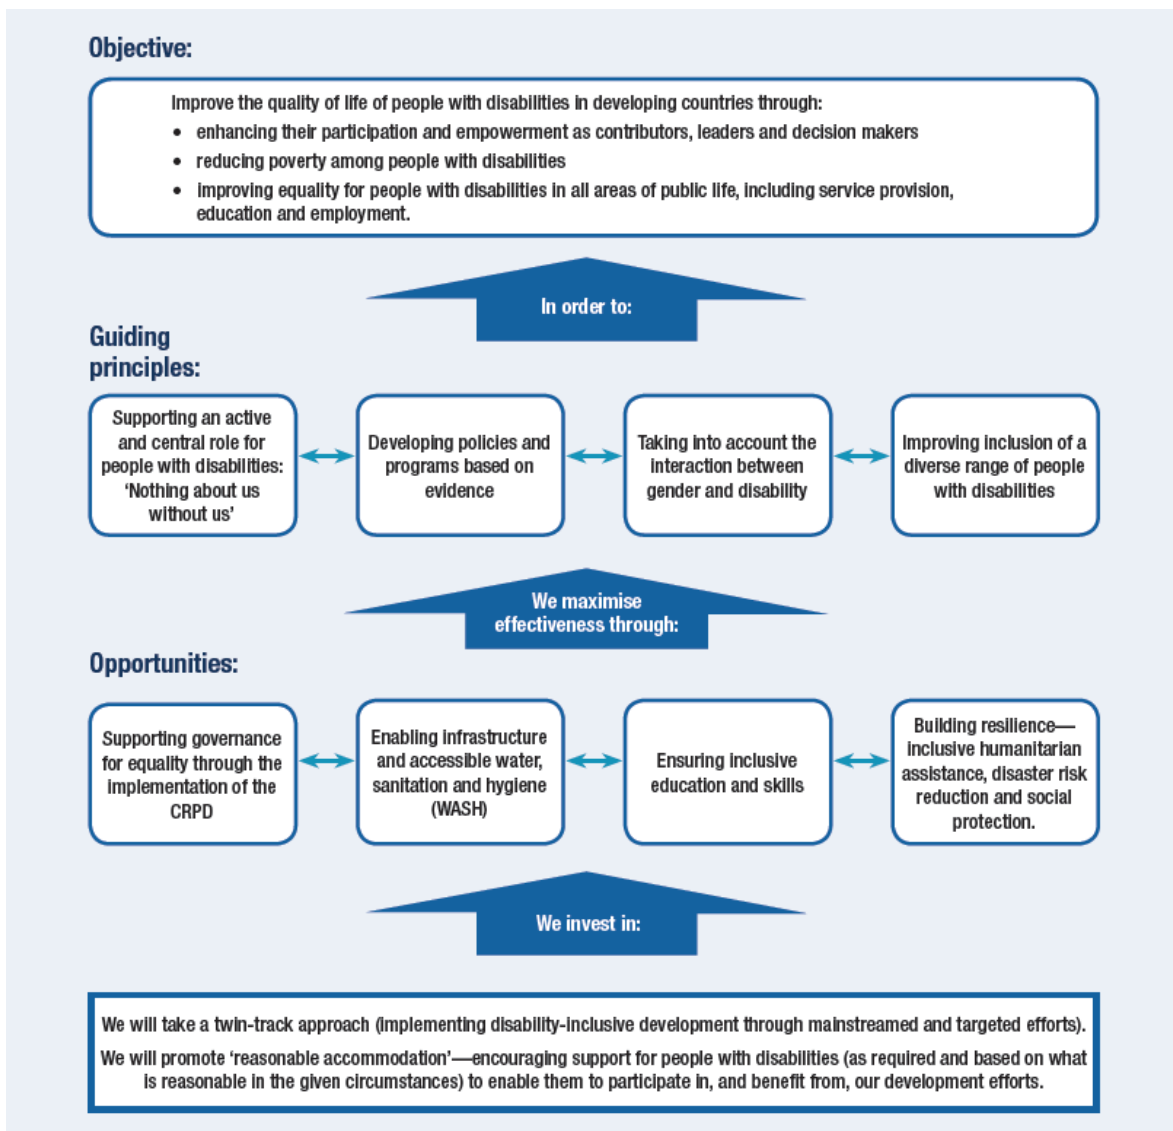 Objective:
Improve the quality of life of people with disabilities in developing countries through:
• enhancing their participation and empowerment as contributors, leaders and decision makers
• reducing poverty among people with disabilities
• improving equality for people with disabilities in all areas of public life, including service provision,
education and employment.
In order to:
Guiding
principles:
Supporting an active
and central role for
people with disabilities:
‘Nothing about us
without us’
Developing policies and
programs based on
evidence
Taking into account the
interaction between
gender and disability
Improving inclusion of a
diverse range of people
with disabilities
We maximise
effectiveness through:
Opportunities:
Supporting governance
for equality through the
implementation of the
CRPD
Enabling infrastructure
and accessible water,
sanitation and hygiene
(WASH)
Ensuring inclusive
education and skills
Building resilience—
inclusive humanitarian
assistance, disaster risk
reduction and social
protection.
We invest in:
We will take a twin-track approach (implementing disability-inclusive development through mainstreamed and targeted efforts).
We will promote ‘reasonable accommodation’—encouraging support for people with disabilities (as required and based on what
is reasonable in the given circumstances) to enable them to participate in, and benefit from, our development efforts.